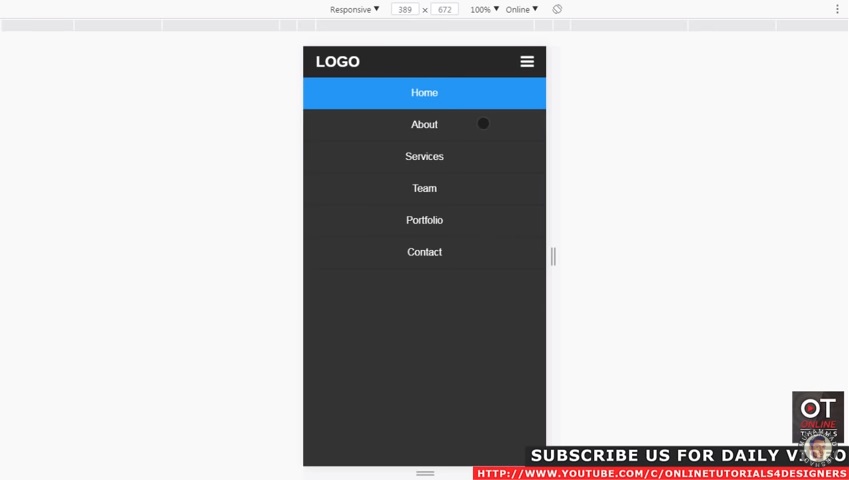 Responsive ▼ 389 × 672 100% ▼ Online ▼
LOGO
Home
About
Services
Team
Portfolio
Contact
OT
ONLINE
SUBSCRIBE US FOR DAILY V
HTTP://WWW.YOUTUBE.COM/C/ONLINETUTORIALS4DESIGNERS